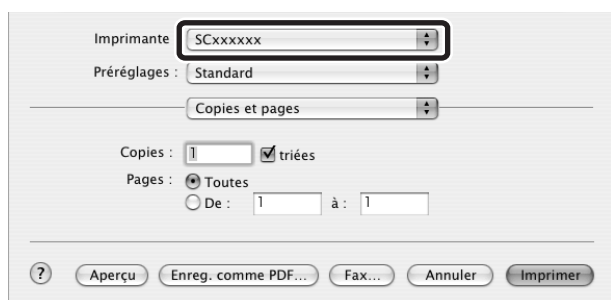 Imprimante SCxxxxxx
Préréglages : Standard
Copies et pages
Copies : 1 triées
Pages : Toutes
De : 1 à : 1
? Aperçu Enreg. comme PDF... Fax... Annuler Imprimer